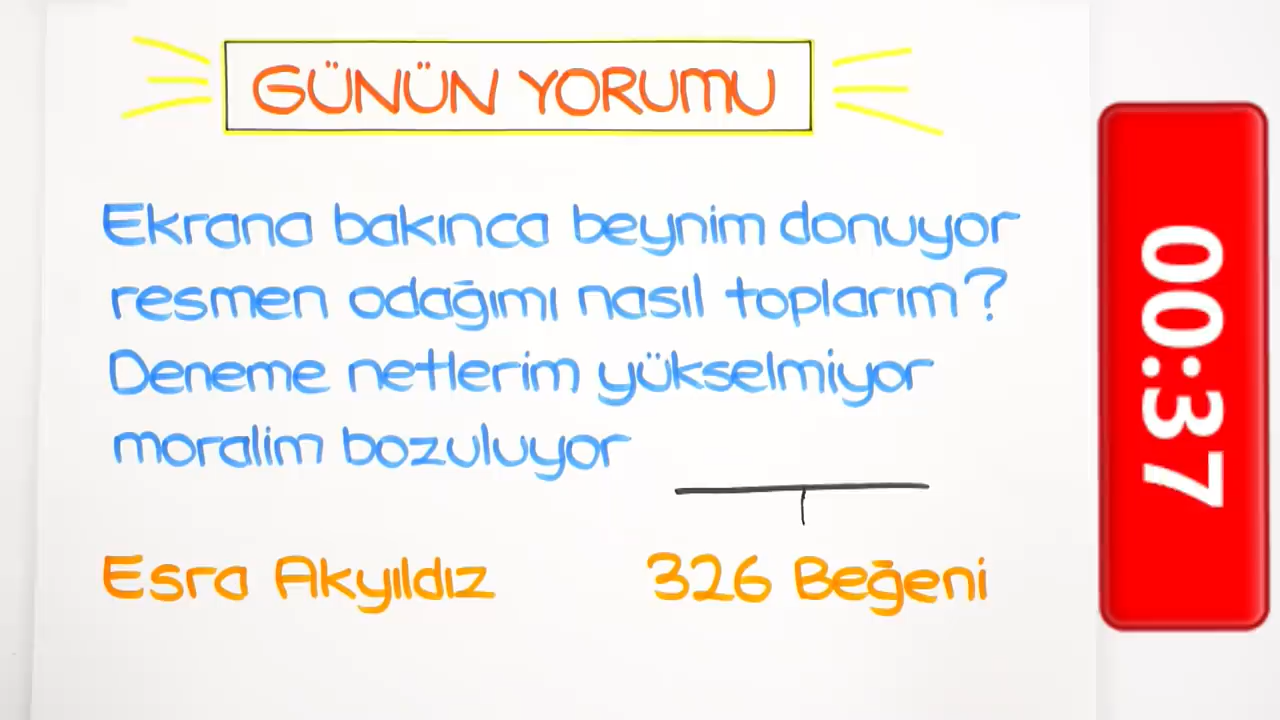 GÜNÜN YORUMU
Ekrana bakınca beynim donuyor
resmen odağımı nasıl toplarım?
Deneme netlerim yükselmiyor
moralim bozuluyor
Esra Akyıldız
326 Beğeni
00:37